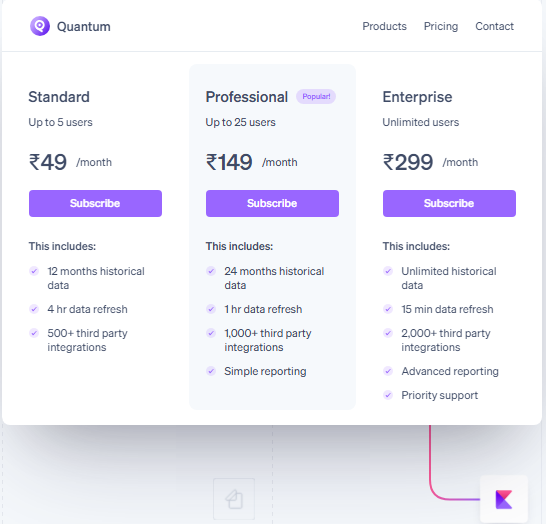 Quantum
Products Pricing Contact
Standard
Up to 5 users
₹49 /month
Subscribe
This includes:
12 months historical
data
4 hr data refresh
500+ third party
integrations
Professional Popular!
Up to 25 users
₹149 /month
Subscribe
This includes:
24 months historical
data
1 hr data refresh
1,000+ third party
integrations
Simple reporting
Enterprise
Unlimited users
₹299 /month
Subscribe
This includes:
Unlimited historical
data
15 min data refresh
2,000+ third party
integrations
Advanced reporting
Priority support